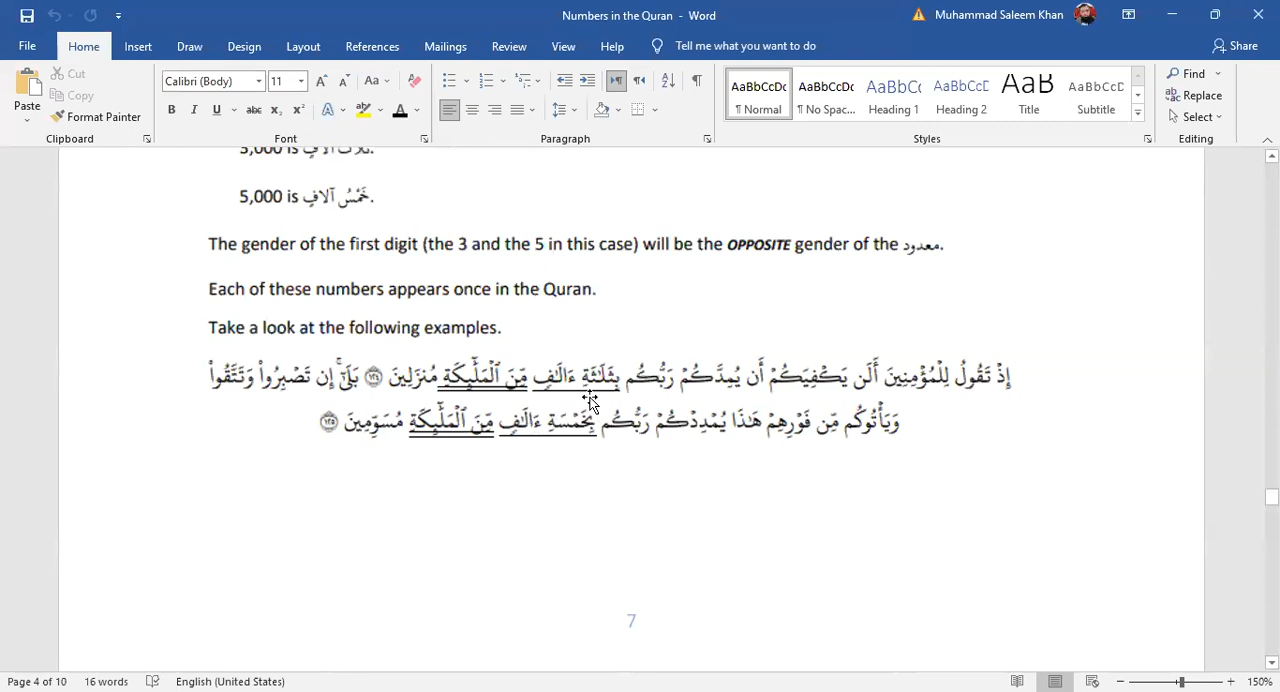 Numbers in the Quran - Word
Muhammad Saleem Khan
File Home Insert Draw Design Layout References Mailings Review View Help Tell me what you want to do Share
Paste
Cut
Copy
Format Painter
Clipboard
Calibri (Body) 11
Font
Paragraph
AaBbCcDc AaBbCcDc AaBbCc AaBbCcD AaB AaBbCcD
¶ Normal ¶ No Spac... Heading 1 Heading 2 Title Subtitle
Styles
Find
Replace
Select
Editing
3,000 is ثَلَاثُ آلافٍ.
5,000 is خَمْسُ آلافٍ.
The gender of the first digit (the 3 and the 5 in this case) will be the OPPOSITE gender of the معدود.
Each of these numbers appears once in the Quran.
Take a look at the following examples.
إِذْ تَقُولُ لِلْمُؤْمِنِينَ أَلَن يَكْفِيَكُمْ أَن يُمِدَّكُمْ رَبُّكُم بِثَلَٰثَةِ ءَالَٰفٍ مِّنَ ٱلْمَلَٰٓئِكَةِ مُنزَلِينَ ١٢٤ بَلَىٰٓ ۚ إِن تَصْبِرُوا۟ وَتَتَّقُوا۟
وَيَأْتُوكُم مِّن فَوْرِهِمْ هَٰذَا يُمْدِدْكُمْ رَبُّكُم بِخَمْسَةِ ءَالَٰفٍ مِّنَ ٱلْمَلَٰٓئِكَةِ مُسَوِّمِينَ ١٢٥
7
Page 4 of 10 16 words English (United States) 150%